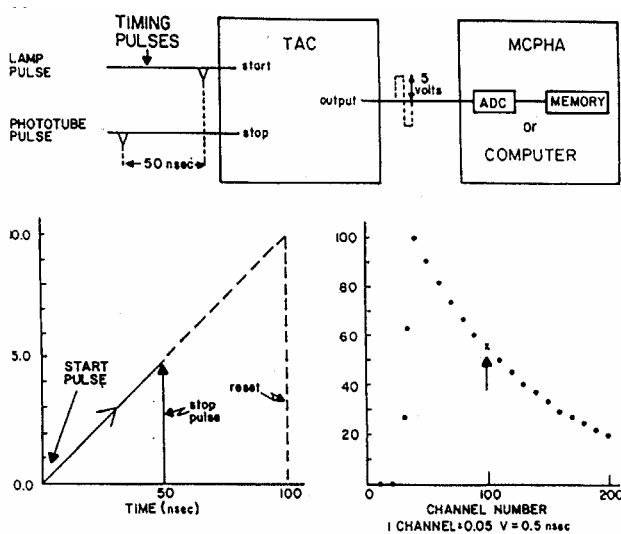 TIMING
PULSES
LAMP
PULSE
start
TAC
MCPHA
output
5
volts
ADC
MEMORY
or
COMPUTER
PHOTOTUBE
PULSE
stop
50 nsec
10.0
5.0
0.0
START
PULSE
stop
pulse
reset
50
100
TIME (nsec)
100
80
60
40
20
x
0
100
200
CHANNEL NUMBER
1 CHANNEL=0.05 V = 0.5 nsec